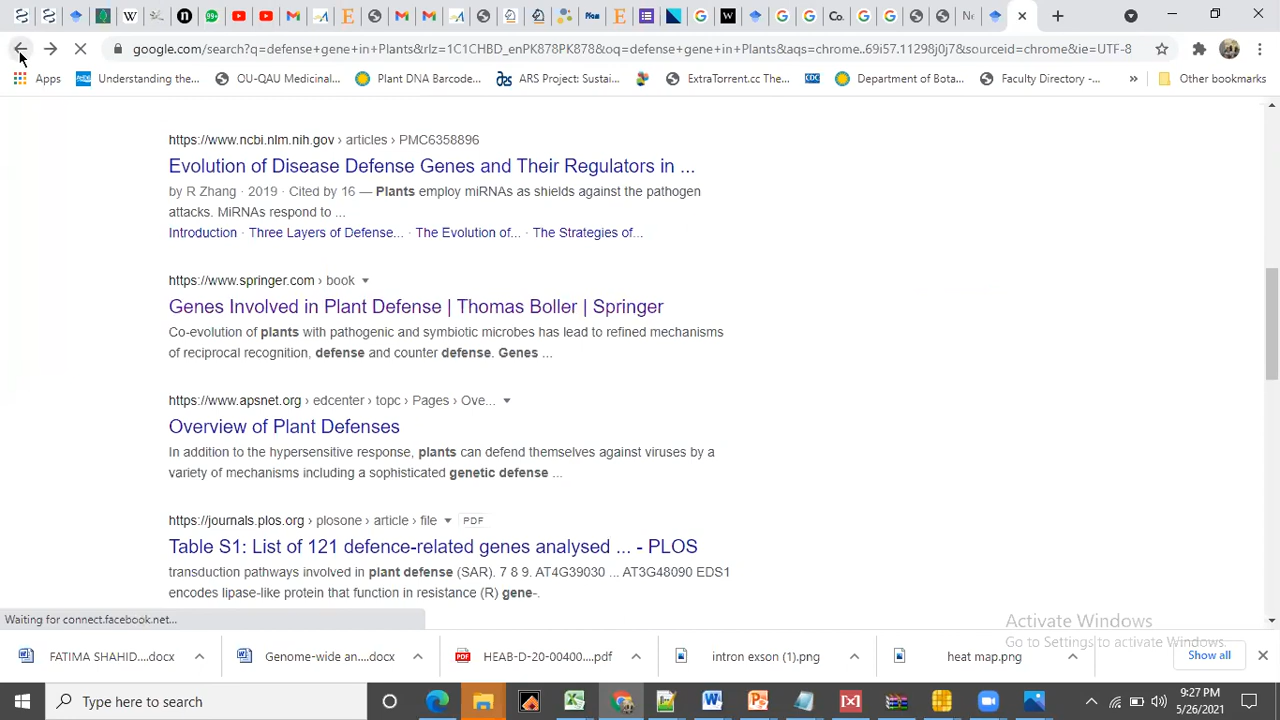 google.com/search?q=defense+gene+in+Plants&rlz=1C1CHBD_enPK878PK878&oq=defense+gene+in+Plants&aqs=chrome..69i57.11298j0j7&sourceid=chrome&ie=UTF-8
Apps Understanding the... OU-QAU Medicinal... Plant DNA Barcode... ARS Project: Sustai... ExtraTorrent.cc The... Department of Bota... Faculty Directory -... » Other bookmarks
https://www.ncbi.nlm.nih.gov › articles › PMC6358896
Evolution of Disease Defense Genes and Their Regulators in ...
by R Zhang · 2019 · Cited by 16 — Plants employ miRNAs as shields against the pathogen
attacks. MiRNAs respond to ...
Introduction · Three Layers of Defense... · The Evolution of... · The Strategies of...
https://www.springer.com › book
Genes Involved in Plant Defense | Thomas Boller | Springer
Co-evolution of plants with pathogenic and symbiotic microbes has lead to refined mechanisms
of reciprocal recognition, defense and counter defense. Genes ...
https://www.apsnet.org › edcenter › topc › Pages › Ove...
Overview of Plant Defenses
In addition to the hypersensitive response, plants can defend themselves against viruses by a
variety of mechanisms including a sophisticated genetic defense ...
https://journals.plos.org › plosone › article › file PDF
Table S1: List of 121 defence-related genes analysed ... - PLOS
transduction pathways involved in plant defense (SAR). 7 8 9. AT4G39030 ... AT3G48090 EDS1
encodes lipase-like protein that function in resistance (R) gene-.
Waiting for connect.facebook.net...
Activate Windows
Go to Settings to activate Windows.
FATIMA SHAHID....docx Genome-wide an....docx HEAB-D-20-00400....pdf intron exson (1).png heat map.png Show all
Type here to search
9:27 PM
5/26/2021